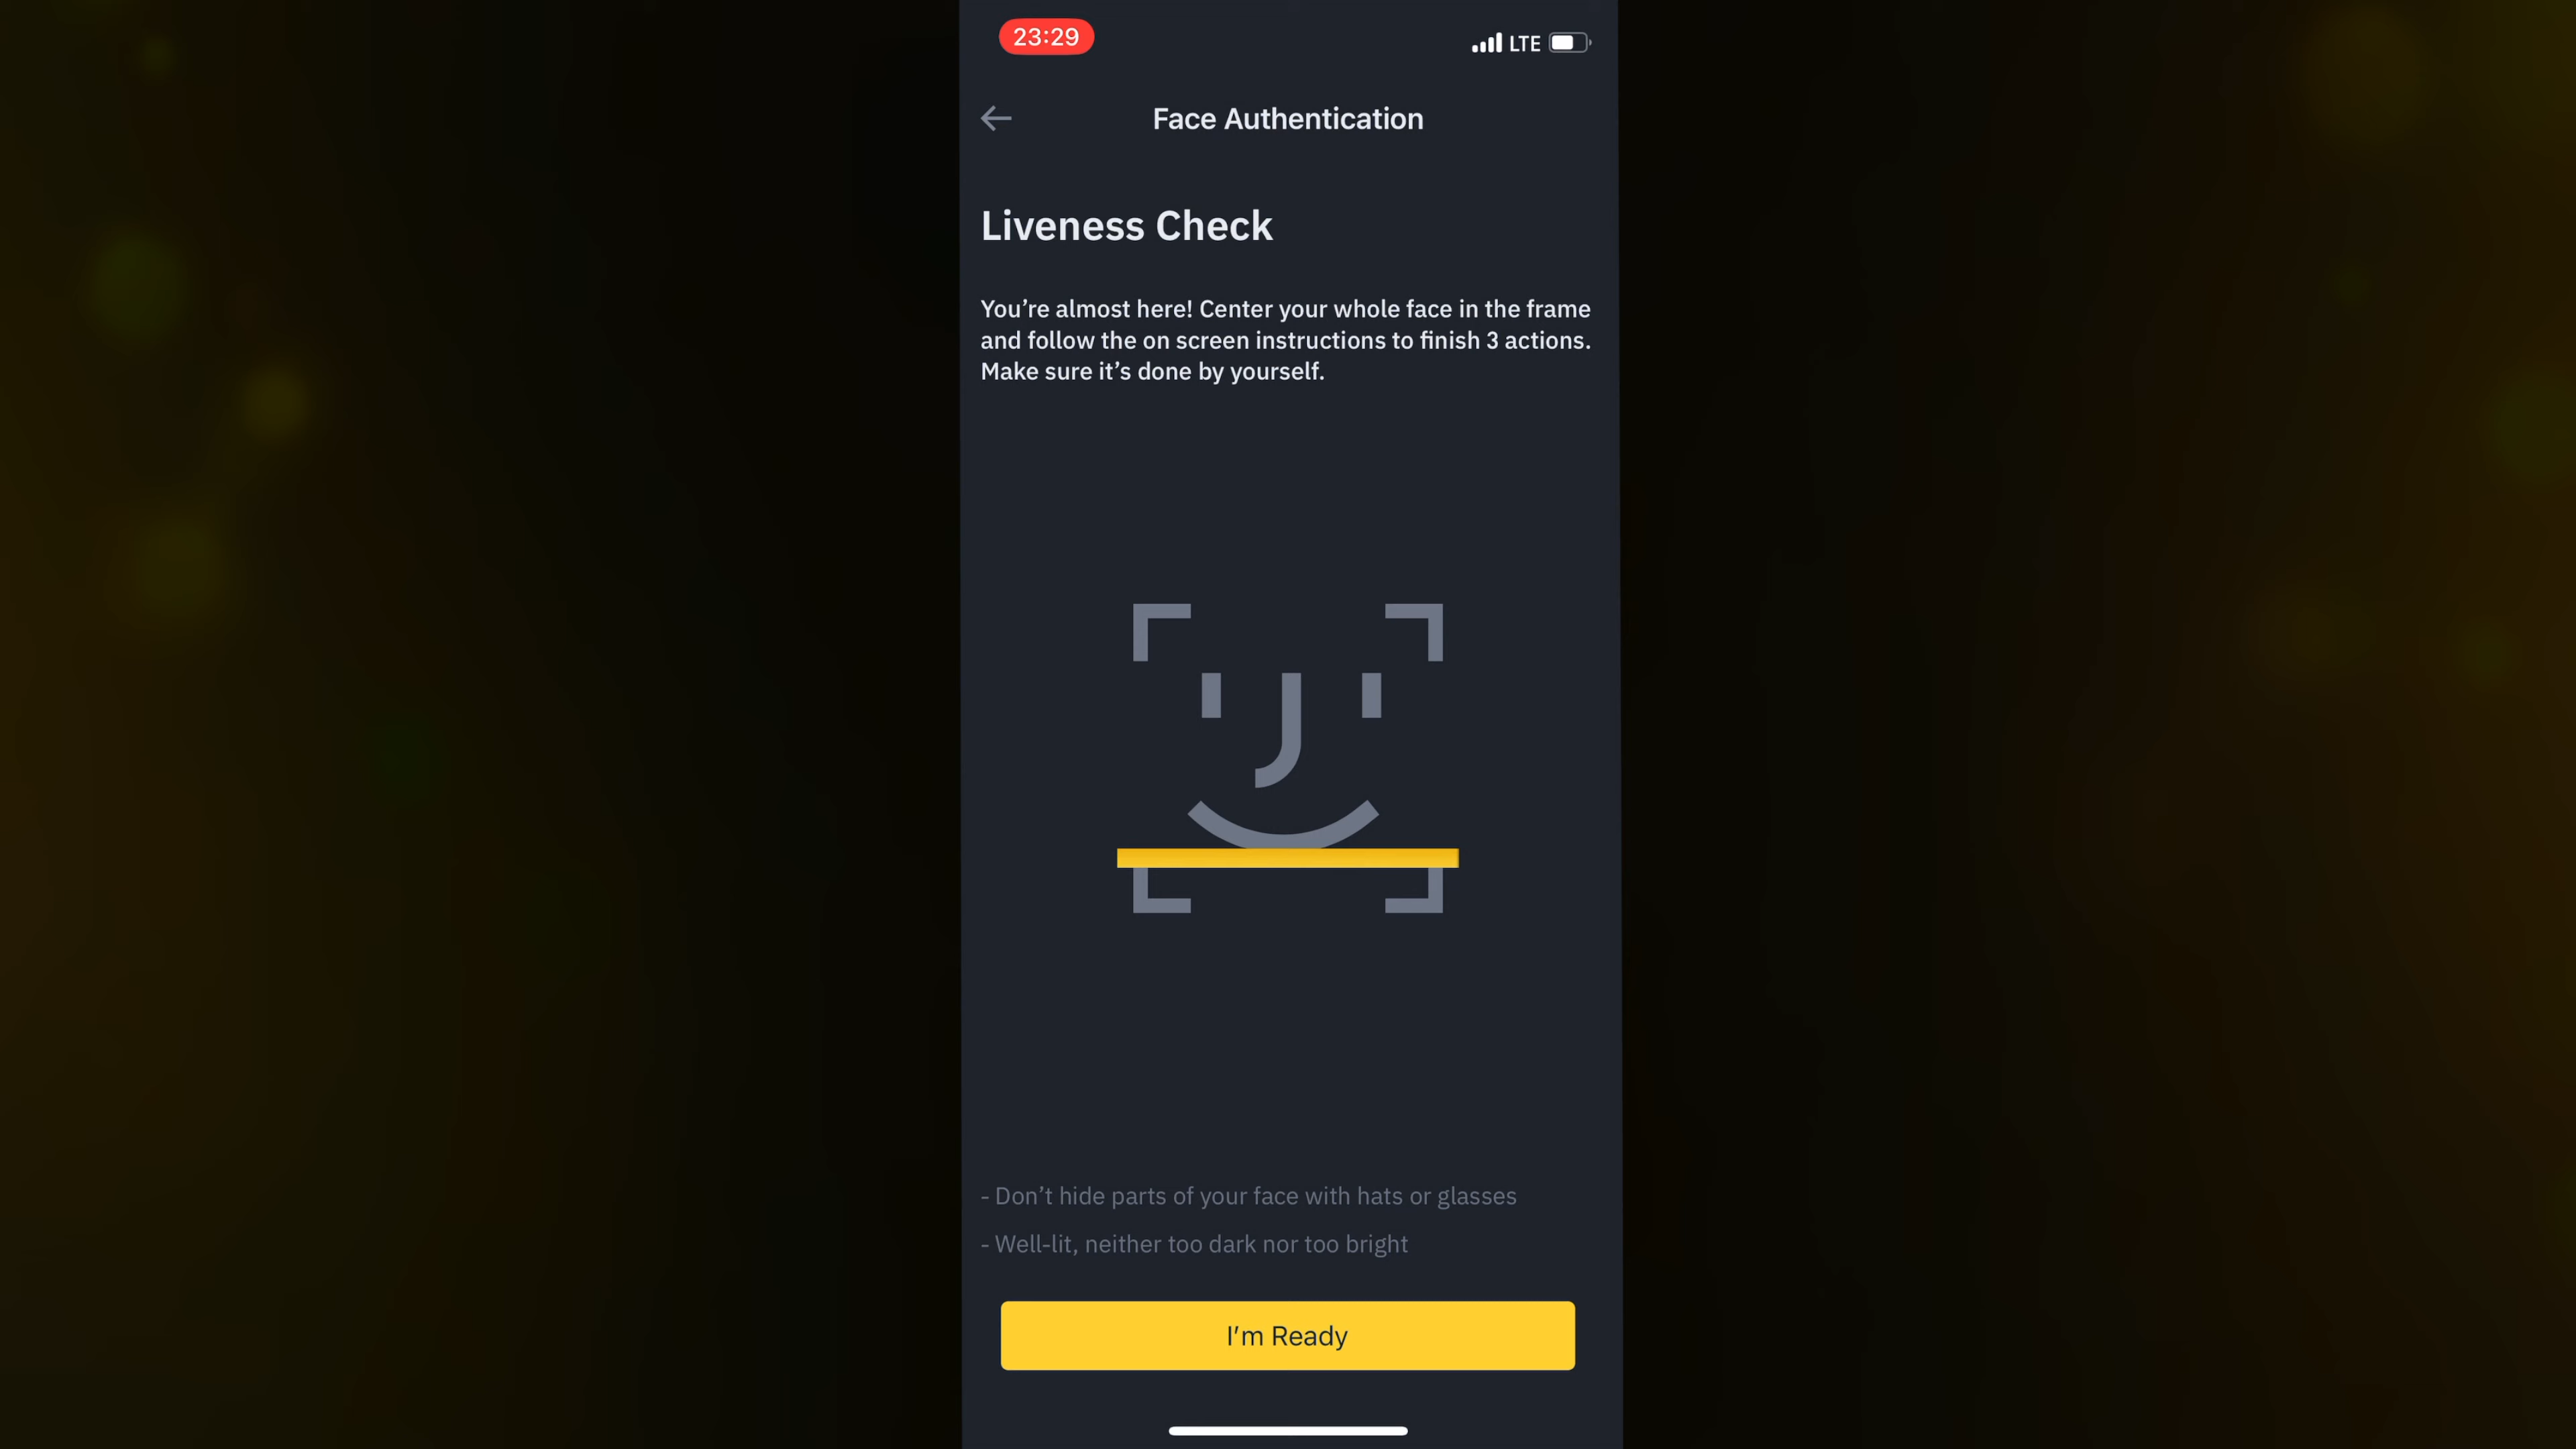 23:29
LTE
Face Authentication
Liveness Check
You’re almost here! Center your whole face in the frame
and follow the on screen instructions to finish 3 actions.
Make sure it’s done by yourself.
- Don’t hide parts of your face with hats or glasses
- Well-lit, neither too dark nor too bright
I’m Ready